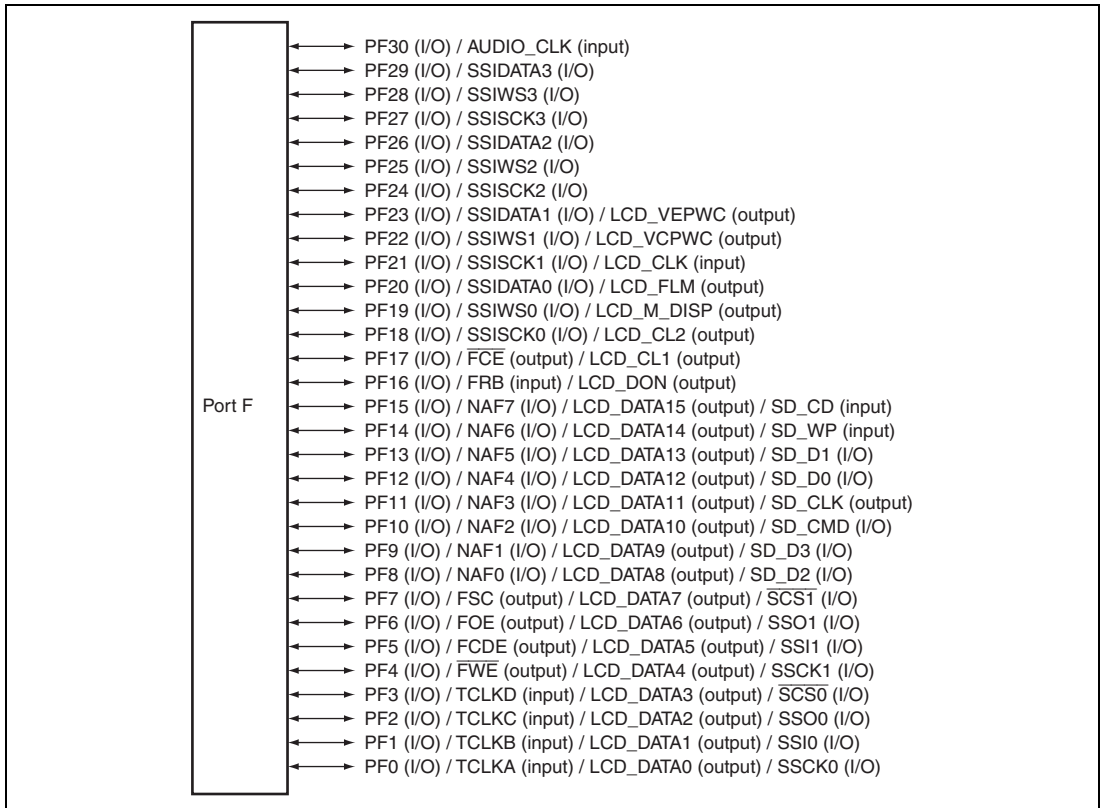 PF30 (I/O) / AUDIO_CLK (input)
PF29 (I/O) / SSIDATA3 (I/O)
PF28 (I/O) / SSIWS3 (I/O)
PF27 (I/O) / SSISCK3 (I/O)
PF26 (I/O) / SSIDATA2 (I/O)
PF25 (I/O) / SSIWS2 (I/O)
PF24 (I/O) / SSISCK2 (I/O)
PF23 (I/O) / SSIDATA1 (I/O) / LCD_VEPWC (output)
PF22 (I/O) / SSIWS1 (I/O) / LCD_VCPWC (output)
PF21 (I/O) / SSISCK1 (I/O) / LCD_CLK (input)
PF20 (I/O) / SSIDATA0 (I/O) / LCD_FLM (output)
PF19 (I/O) / SSIWS0 (I/O) / LCD_M_DISP (output)
PF18 (I/O) / SSISCK0 (I/O) / LCD_CL2 (output)
PF17 (I/O) / F̅C̅E̅ (output) / LCD_CL1 (output)
PF16 (I/O) / FRB (input) / LCD_DON (output)
Port F
PF15 (I/O) / NAF7 (I/O) / LCD_DATA15 (output) / SD_CD (input)
PF14 (I/O) / NAF6 (I/O) / LCD_DATA14 (output) / SD_WP (input)
PF13 (I/O) / NAF5 (I/O) / LCD_DATA13 (output) / SD_D1 (I/O)
PF12 (I/O) / NAF4 (I/O) / LCD_DATA12 (output) / SD_D0 (I/O)
PF11 (I/O) / NAF3 (I/O) / LCD_DATA11 (output) / SD_CLK (output)
PF10 (I/O) / NAF2 (I/O) / LCD_DATA10 (output) / SD_CMD (I/O)
PF9 (I/O) / NAF1 (I/O) / LCD_DATA9 (output) / SD_D3 (I/O)
PF8 (I/O) / NAF0 (I/O) / LCD_DATA8 (output) / SD_D2 (I/O)
PF7 (I/O) / FSC (output) / LCD_DATA7 (output) / S̅C̅S̅1̅ (I/O)
PF6 (I/O) / FOE (output) / LCD_DATA6 (output) / SSO1 (I/O)
PF5 (I/O) / FCDE (output) / LCD_DATA5 (output) / SSI1 (I/O)
PF4 (I/O) / F̅W̅E̅ (output) / LCD_DATA4 (output) / SSCK1 (I/O)
PF3 (I/O) / TCLKD (input) / LCD_DATA3 (output) / S̅C̅S̅0̅ (I/O)
PF2 (I/O) / TCLKC (input) / LCD_DATA2 (output) / SSO0 (I/O)
PF1 (I/O) / TCLKB (input) / LCD_DATA1 (output) / SSI0 (I/O)
PF0 (I/O) / TCLKA (input) / LCD_DATA0 (output) / SSCK0 (I/O)